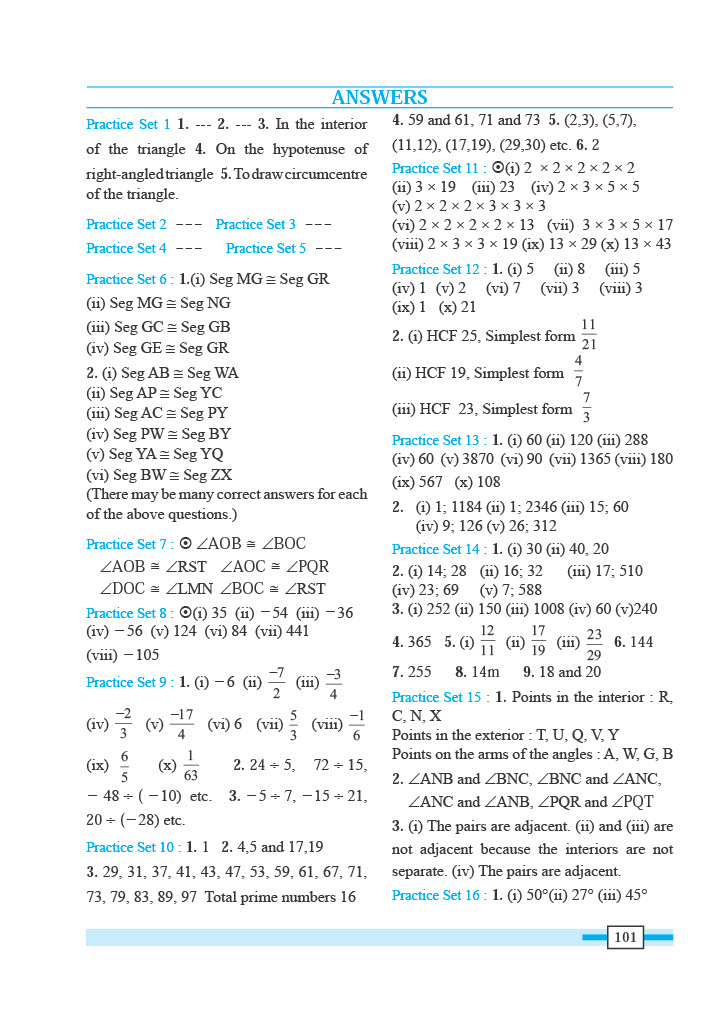 ANSWERS
Practice Set 1 1. --- 2. --- 3. In the interior
of the triangle 4. On the hypotenuse of
right-angled triangle 5. To draw circumcentre
of the triangle.
Practice Set 2 --- Practice Set 3 ---
Practice Set 4 --- Practice Set 5 ---
Practice Set 6 : 1.(i) Seg MG ≅ Seg GR
(ii) Seg MG ≅ Seg NG
(iii) Seg GC ≅ Seg GB
(iv) Seg GE ≅ Seg GR
2. (i) Seg AB ≅ Seg WA
(ii) Seg AP ≅ Seg YC
(iii) Seg AC ≅ Seg PY
(iv) Seg PW ≅ Seg BY
(v) Seg YA ≅ Seg YQ
(vi) Seg BW ≅ Seg ZX
(There may be many correct answers for each
of the above questions.)
Practice Set 7 : ⊙ ∠AOB ≅ ∠BOC
∠AOB ≅ ∠RST ∠AOC ≅ ∠PQR
∠DOC ≅ ∠LMN ∠BOC ≅ ∠RST
Practice Set 8 : ⊙(i) 35 (ii) −54 (iii) −36
(iv) −56 (v) 124 (vi) 84 (vii) 441
(viii) −105
Practice Set 9 : 1. (i) −6 (ii) −7/2 (iii) −3/4
(iv) −2/3 (v) −17/4 (vi) 6 (vii) 5/3 (viii) −1/6
(ix) 6/5 (x) 1/63 2. 24 ÷ 5, 72 ÷ 15,
− 48 ÷ ( −10) etc. 3. −5 ÷ 7, −15 ÷ 21,
20 ÷ (−28) etc.
Practice Set 10 : 1. 1 2. 4,5 and 17,19
3. 29, 31, 37, 41, 43, 47, 53, 59, 61, 67, 71,
73, 79, 83, 89, 97 Total prime numbers 16
4. 59 and 61, 71 and 73 5. (2,3), (5,7),
(11,12), (17,19), (29,30) etc. 6. 2
Practice Set 11 : ⊙(i) 2 × 2 × 2 × 2 × 2
(ii) 3 × 19 (iii) 23 (iv) 2 × 3 × 5 × 5
(v) 2 × 2 × 2 × 3 × 3 × 3
(vi) 2 × 2 × 2 × 2 × 13 (vii) 3 × 3 × 5 × 17
(viii) 2 × 3 × 3 × 19 (ix) 13 × 29 (x) 13 × 43
Practice Set 12 : 1. (i) 5 (ii) 8 (iii) 5
(iv) 1 (v) 2 (vi) 7 (vii) 3 (viii) 3
(ix) 1 (x) 21
2. (i) HCF 25, Simplest form 11/21
(ii) HCF 19, Simplest form 4/7
(iii) HCF 23, Simplest form 7/3
Practice Set 13 : 1. (i) 60 (ii) 120 (iii) 288
(iv) 60 (v) 3870 (vi) 90 (vii) 1365 (viii) 180
(ix) 567 (x) 108
2. (i) 1; 1184 (ii) 1; 2346 (iii) 15; 60
(iv) 9; 126 (v) 26; 312
Practice Set 14 : 1. (i) 30 (ii) 40, 20
2. (i) 14; 28 (ii) 16; 32 (iii) 17; 510
(iv) 23; 69 (v) 7; 588
3. (i) 252 (ii) 150 (iii) 1008 (iv) 60 (v)240
4. 365 5. (i) 12/11 (ii) 17/19 (iii) 23/29 6. 144
7. 255 8. 14m 9. 18 and 20
Practice Set 15 : 1. Points in the interior : R,
C, N, X
Points in the exterior : T, U, Q, V, Y
Points on the arms of the angles : A, W, G, B
2. ∠ANB and ∠BNC, ∠BNC and ∠ANC,
∠ANC and ∠ANB, ∠PQR and ∠PQT
3. (i) The pairs are adjacent. (ii) and (iii) are
not adjacent because the interiors are not
separate. (iv) The pairs are adjacent.
Practice Set 16 : 1. (i) 50°(ii) 27° (iii) 45°
101